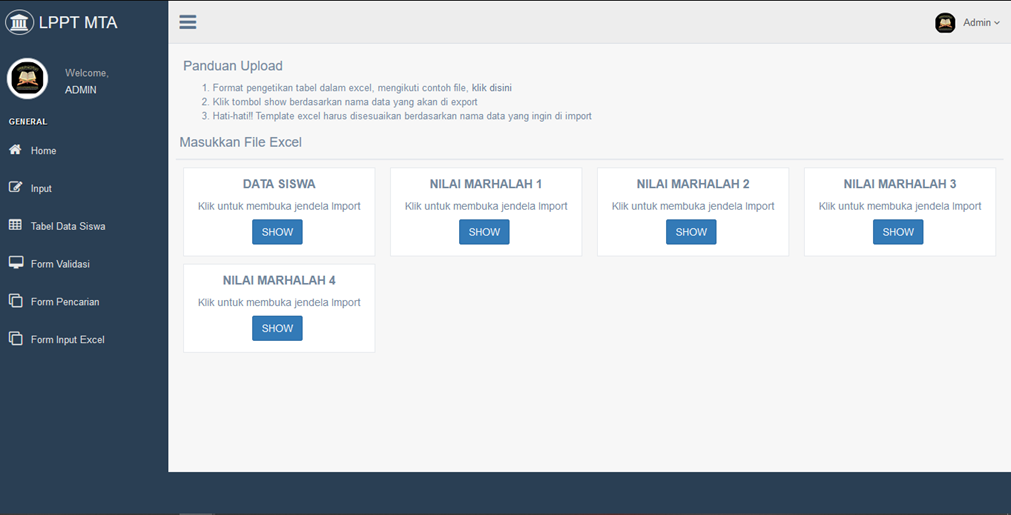 LPPT MTA
Admin
Welcome,
ADMIN
GENERAL
Home
Input
Tabel Data Siswa
Form Validasi
Form Pencarian
Form Input Excel
Panduan Upload
1. Format pengetikan tabel dalam excel, mengikuti contoh file, klik disini
2. Klik tombol show berdasarkan nama data yang akan di export
3. Hati-hati!! Template excel harus disesuaikan berdasarkan nama data yang ingin di import
Masukkan File Excel
DATA SISWA
Klik untuk membuka jendela Import
SHOW
NILAI MARHALAH 1
Klik untuk membuka jendela Import
SHOW
NILAI MARHALAH 2
Klik untuk membuka jendela Import
SHOW
NILAI MARHALAH 3
Klik untuk membuka jendela Import
SHOW
NILAI MARHALAH 4
Klik untuk membuka jendela Import
SHOW